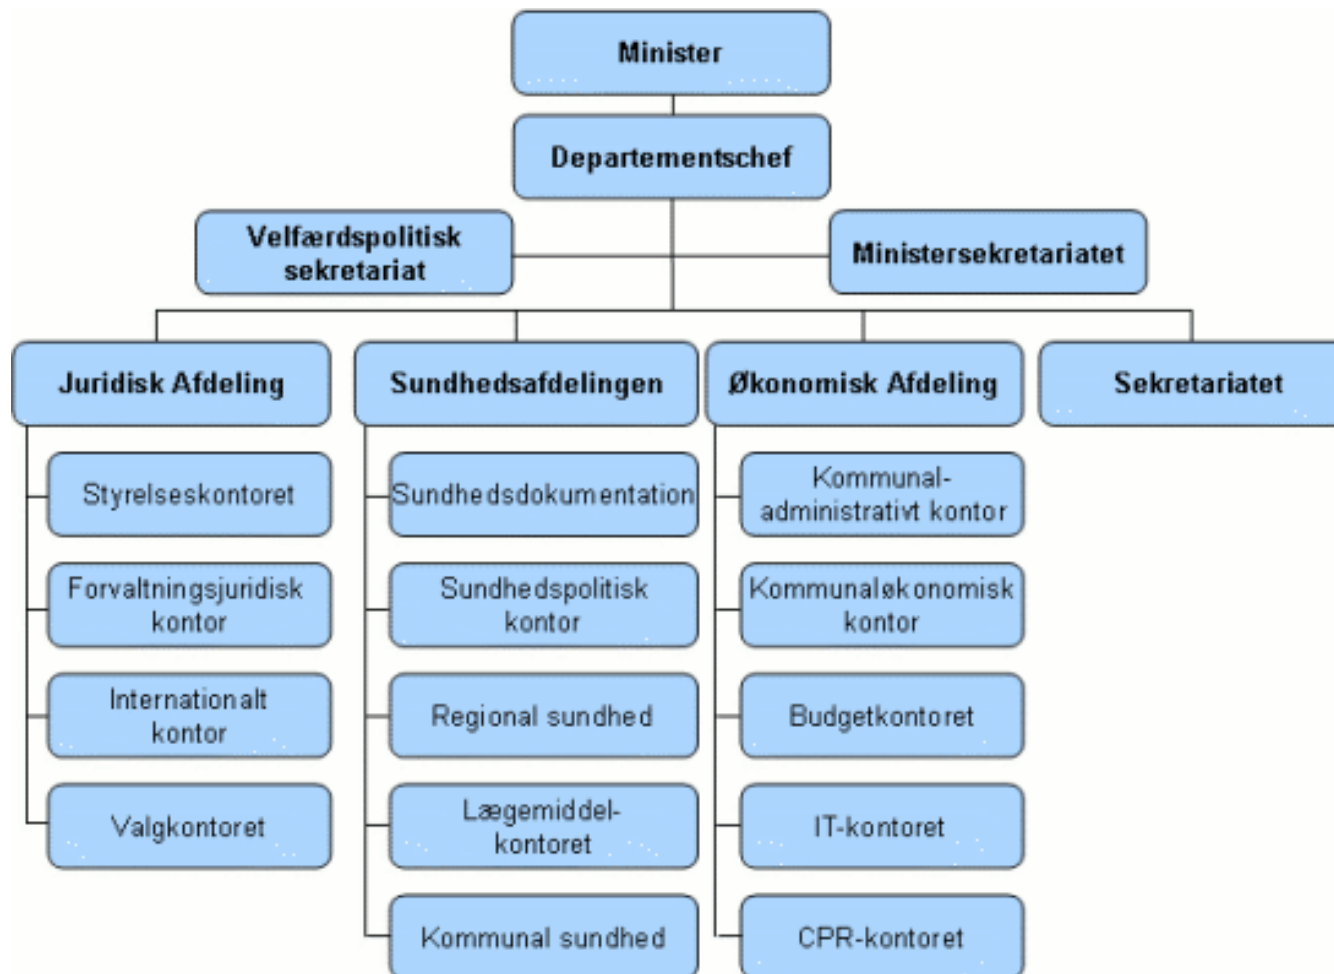 Minister
Departementschef
Velfærdspolitisk
sekretariat
Ministersekretariatet
Juridisk Afdeling
Sundhedsafdelingen
Økonomisk Afdeling
Sekretariatet
Styrelseskontoret
Forvaltningsjuridisk
kontor
Internationalt
kontor
Valgkontoret
Sundhedsdokumentation
Sundhedspolitisk
kontor
Regional sundhed
Lægemiddel-
kontoret
Kommunal sundhed
Kommunal-
administrativt kontor
Kommunaløkonomisk
kontor
Budgetkontoret
IT-kontoret
CPR-kontoret